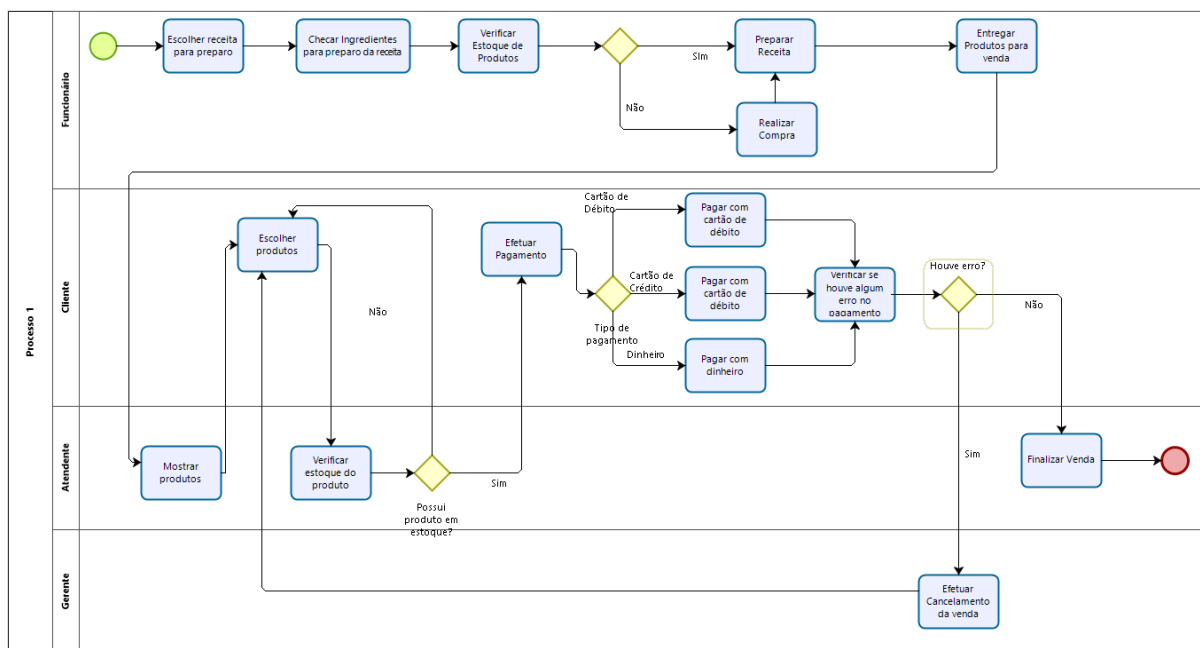 Processo 1
Funcionário
Escolher receita
para preparo
Checar Ingredientes
para preparo da receita
Verificar
Estoque de
Produtos
Sim
Não
Preparar
Receita
Realizar
Compra
Entregar
Produtos para
venda
Cliente
Escolher
produtos
Não
Efetuar
Pagamento
Cartão de
Débito
Cartão de
Crédito
Tipo de
pagamento
Dinheiro
Pagar com
cartão de
débito
Pagar com
cartão de
débito
Pagar com
dinheiro
Verificar se
houve algum
erro no
pagamento
Houve erro?
Não
Atendente
Mostrar
produtos
Verificar
estoque do
produto
Possui
produto em
estoque?
Sim
Sim
Finalizar Venda
Gerente
Efetuar
Cancelamento
da venda